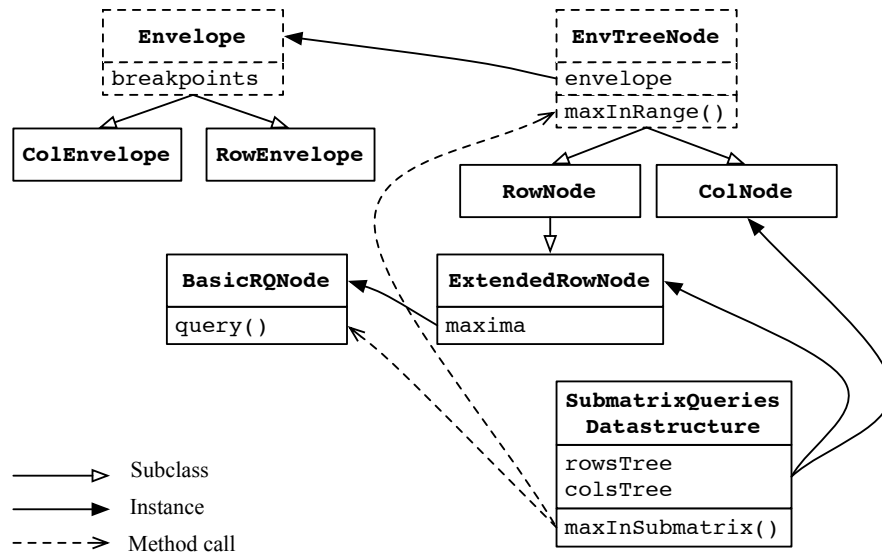 Envelope
breakpoints
EnvTreeNode
envelope
maxInRange()
ColEnvelope
RowEnvelope
RowNode
ColNode
BasicRQNode
query()
ExtendedRowNode
maxima
SubmatrixQueries
Datastructure
rowsTree
colsTree
maxInSubmatrix()
Subclass
Instance
Method call